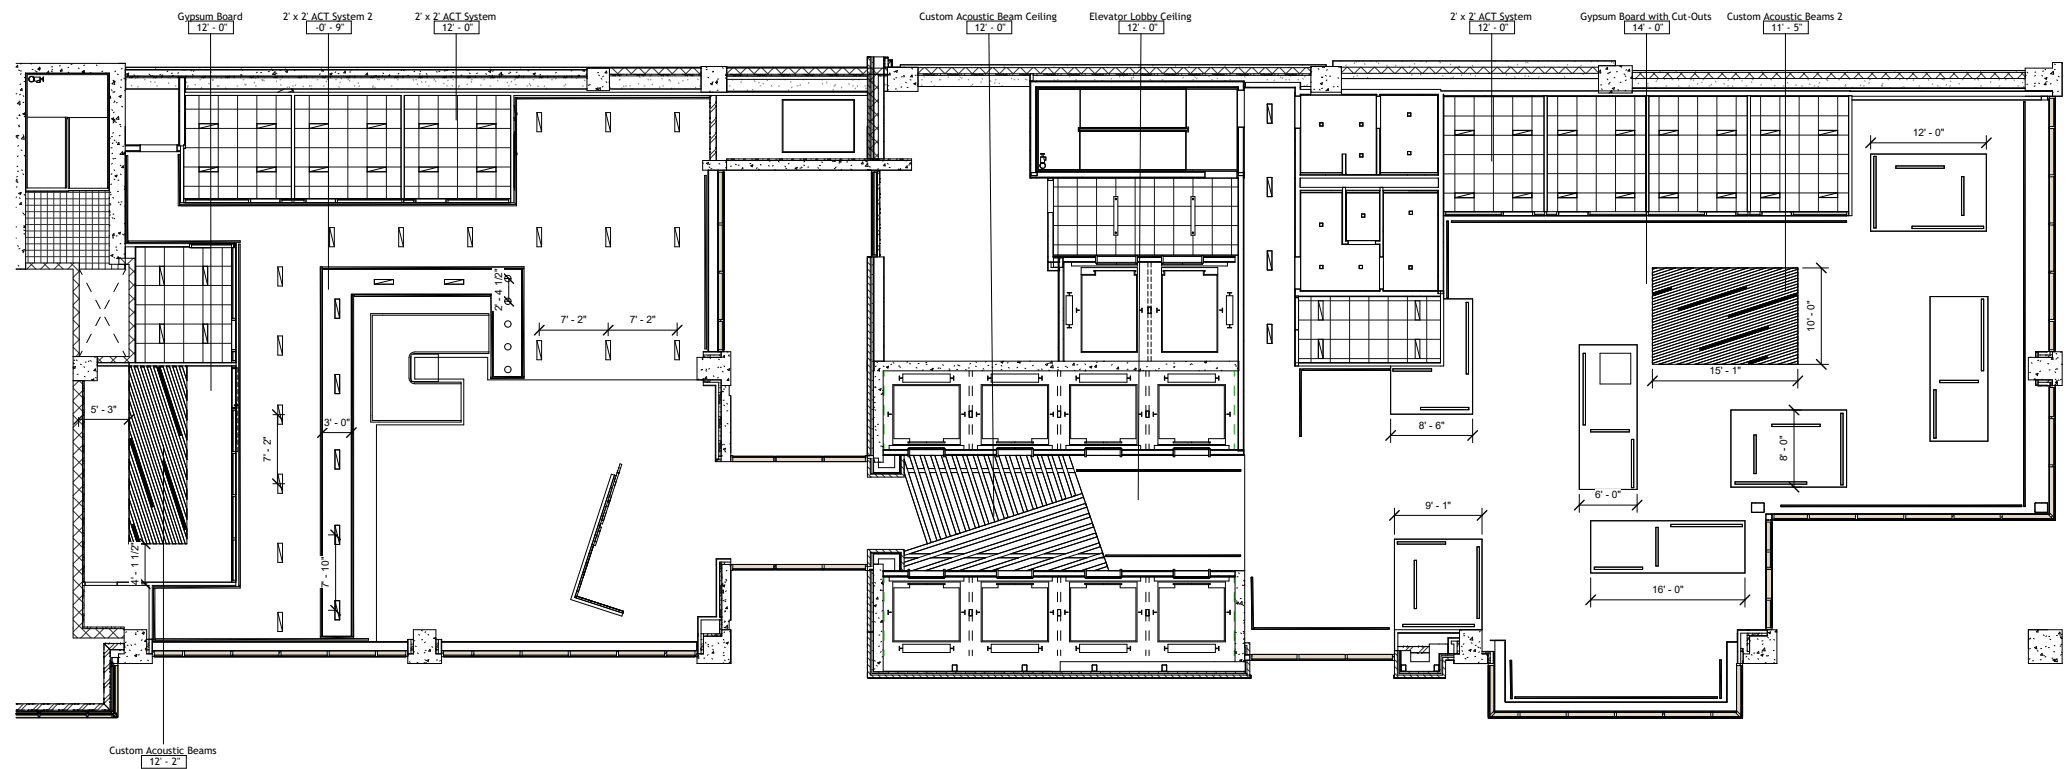 Gypsum Board
12' - 0"
2' x 2' ACT System 2
-0' - 9"
2' x 2' ACT System
12' - 0"
Custom Acoustic Beam Ceiling
12' - 0"
Elevator Lobby Ceiling
12' - 0"
2' x 2' ACT System
12' - 0"
Gypsum Board with Cut-Outs
14' - 0"
Custom Acoustic Beams 2
11' - 5"
12' - 0"
2' - 4 1/2"
7' - 2"
7' - 2"
10' - 0"
15' - 1"
5' - 3"
3' - 0"
7' - 2"
8' - 6"
8' - 0"
6' - 0"
9' - 1"
4' - 1 1/2"
7' - 10"
16' - 0"
Custom Acoustic Beams
12' - 2"